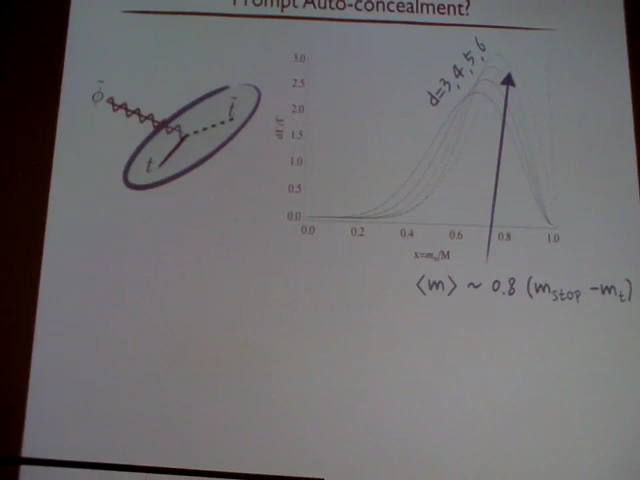 Prompt Auto-concealment?
d=3,4,5,6
3.0
2.5
2.0
1.5
1.0
0.5
0.0
0.0 0.2 0.4 0.6 0.8 1.0
⟨m⟩ ~ 0.8 (m_stop - m_t)
t